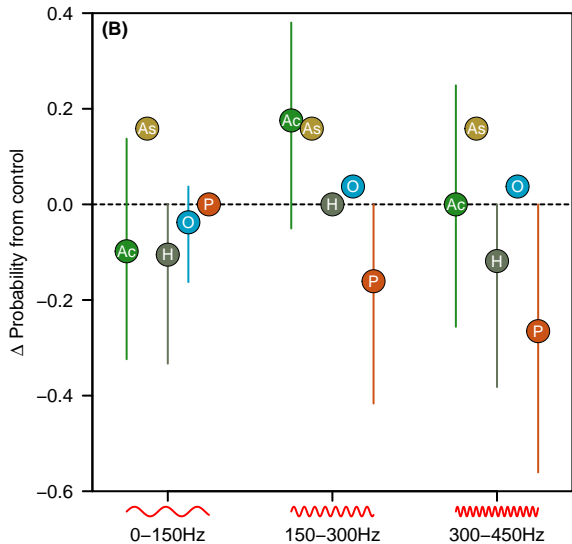 (B)
0.4
0.2
0.0
−0.2
−0.4
−0.6
Δ Probability from control
Ac As H O P
Ac As H O P
Ac As H O P
0−150Hz 150−300Hz 300−450Hz